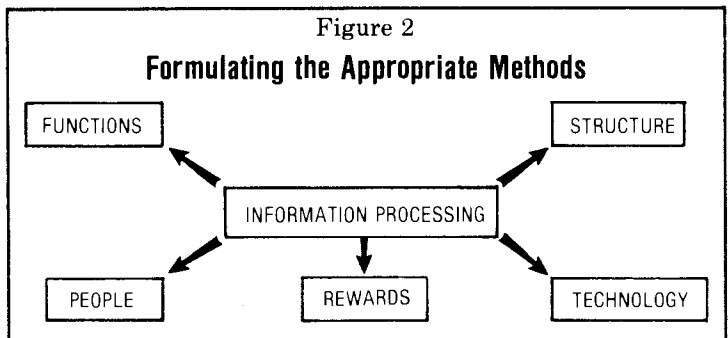 Figure 2
Formulating the Appropriate Methods
FUNCTIONS
STRUCTURE
INFORMATION PROCESSING
PEOPLE
REWARDS
TECHNOLOGY